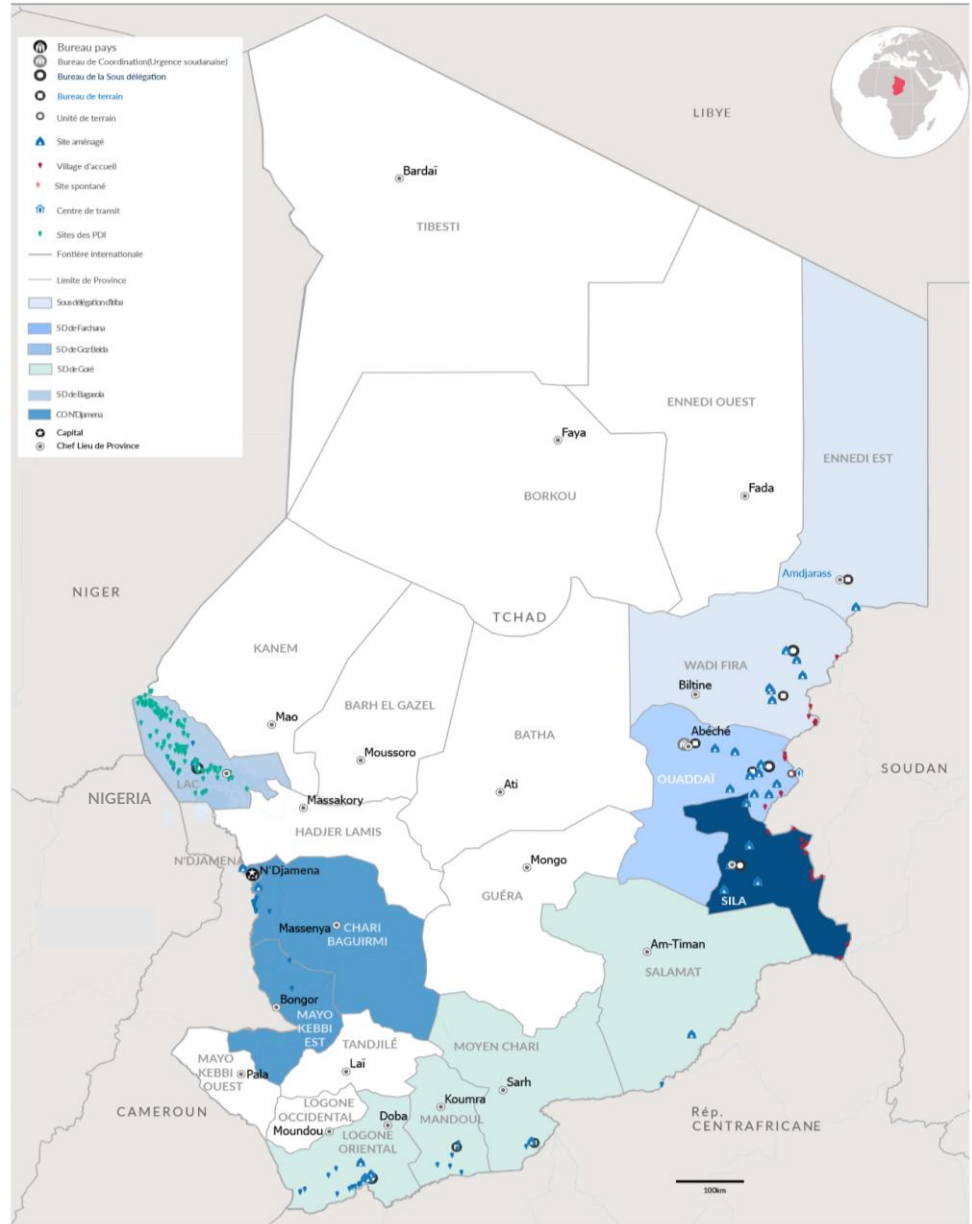 Bureau pays
Bureau de Coordination(Urgence soudanaise)
Bureau de la Sous délégation
Bureau de terrain
Unité de terrain
Site aménagé
Village d'accueil
Site spontané
Centre de transit
Sites des PDI
Fontière internationale
Limite de Province
Sous délégation d'Iriba
SD de Farchana
SD de Goz Beida
SD de Goré
SD de Bagasola
CO N'Djamena
Capital
Chef Lieu de Province
LIBYE
Bardaï
TIBESTI
ENNEDI OUEST
Faya
ENNEDI EST
BORKOU
Fada
Amdjarass
NIGER
TCHAD
KANEM
WADI FIRA
Biltine
BARH EL GAZEL
Mao
BATHA
Abéché
Moussoro
OUADDAÏ
SOUDAN
LAC
Ati
NIGERIA
Massakory
HADJER LAMIS
N'DJAMENA
N'Djamena
Mongo
GUÉRA
SILA
Massenya
CHARI
BAGUIRMI
Am-Timan
SALAMAT
Bongor
MAYO
KEBBI
EST
TANDJILÉ
MOYEN CHARI
MAYO
KEBBI
OUEST
Pala
Laï
Sarh
CAMEROUN
LOGONE
OCCIDENTAL
Koumra
MANDOUL
Doba
Moundou
LOGONE
ORIENTAL
Rép.
CENTRAFRICANE
100km